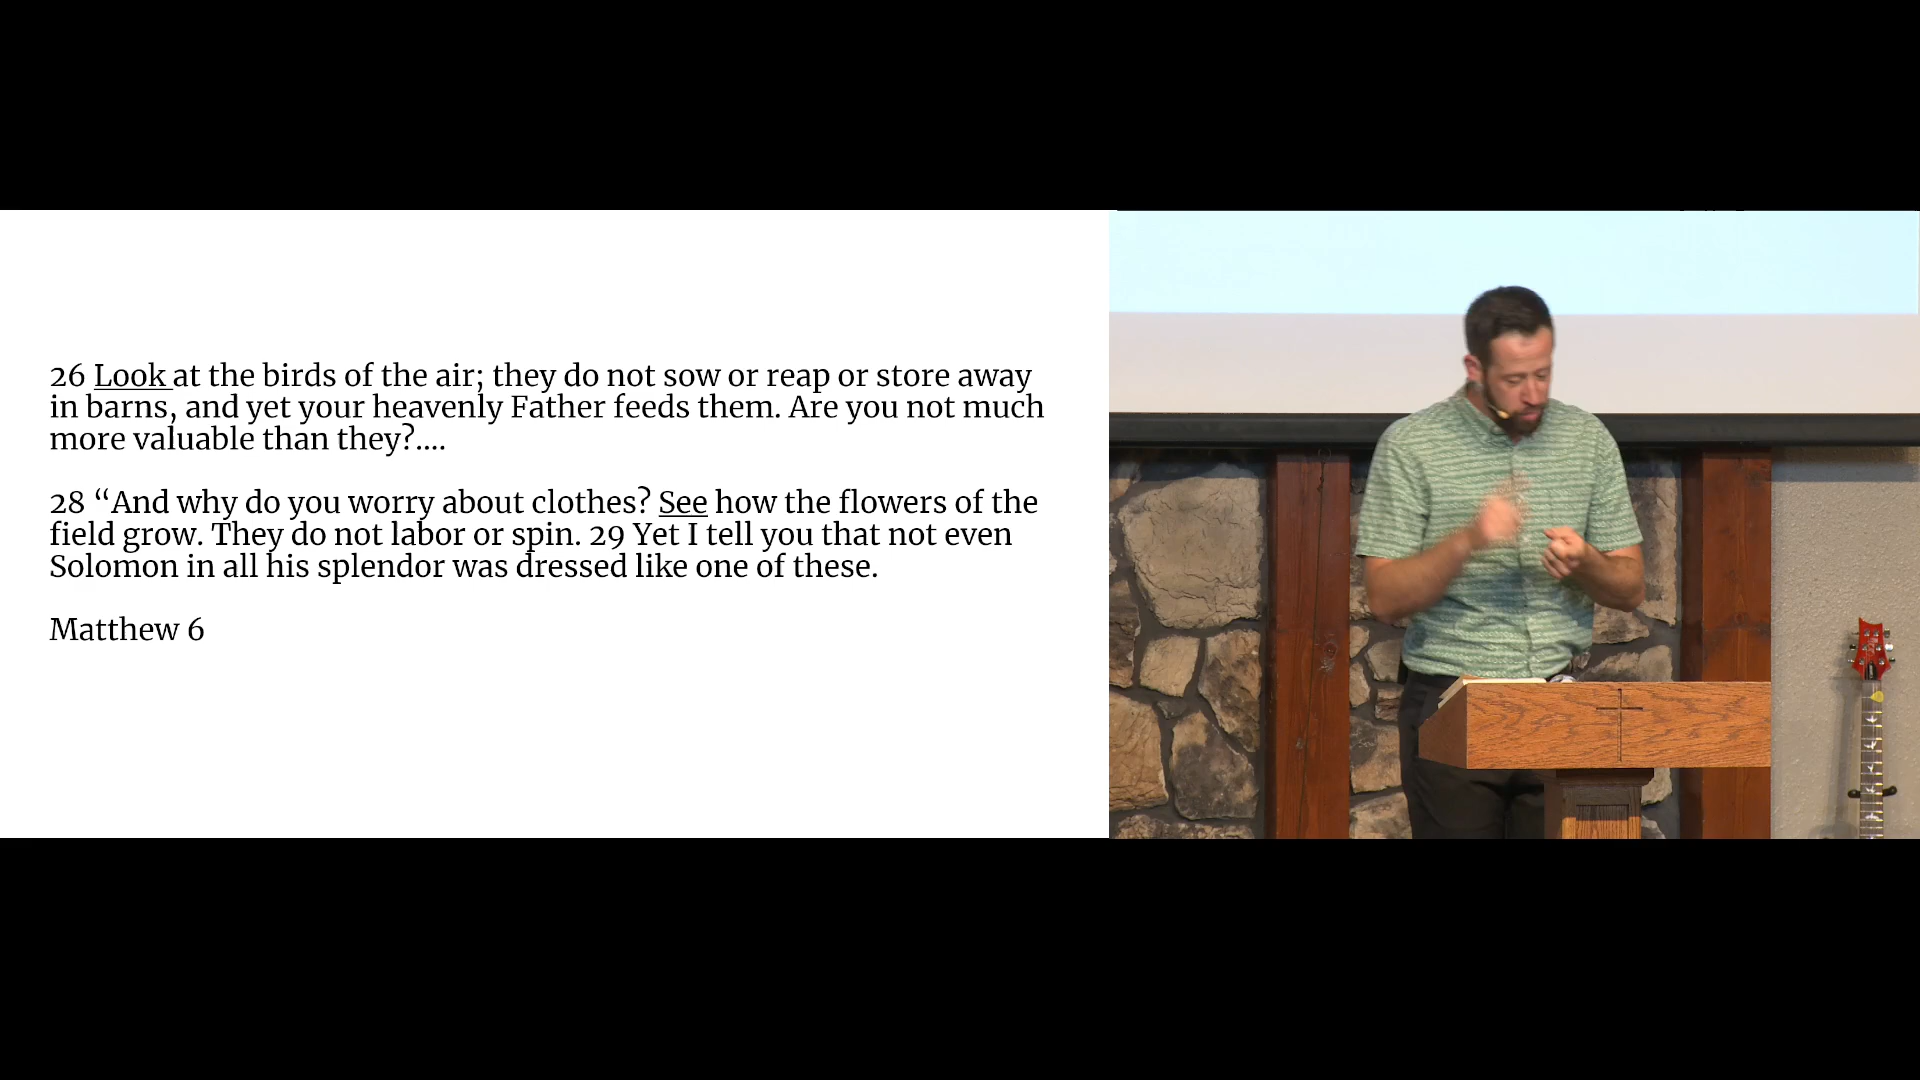 26 Look at the birds of the air; they do not sow or reap or store away
in barns, and yet your heavenly Father feeds them. Are you not much
more valuable than they?....
28 “And why do you worry about clothes? See how the flowers of the
field grow. They do not labor or spin. 29 Yet I tell you that not even
Solomon in all his splendor was dressed like one of these.
Matthew 6